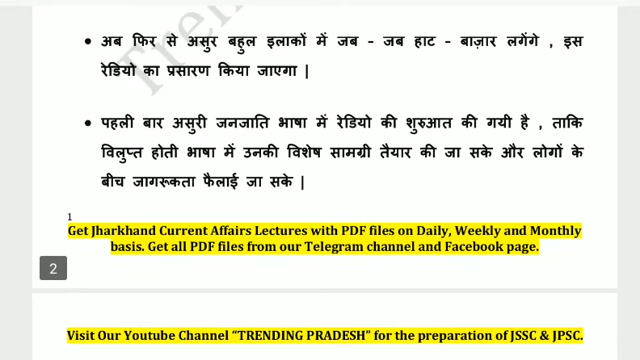 • अब फिर से असुर बहुल इलाकों में जब – जब हाट – बाज़ार लगेंगे , इस
रेडियो का प्रसारण किया जाएगा |
• पहली बार असुरी जनजाति भाषा में रेडियो की शुरुआत की गयी है , ताकि
विलुप्त होती भाषा में उनकी विशेष सामग्री तैयार की जा सके और लोगों के
बीच जागरूकता फैलाई जा सके |
1
Get Jharkhand Current Affairs Lectures with PDF files on Daily, Weekly and Monthly
basis. Get all PDF files from our Telegram channel and Facebook page.
2
Visit Our Youtube Channel “TRENDING PRADESH” for the preparation of JSSC & JPSC.